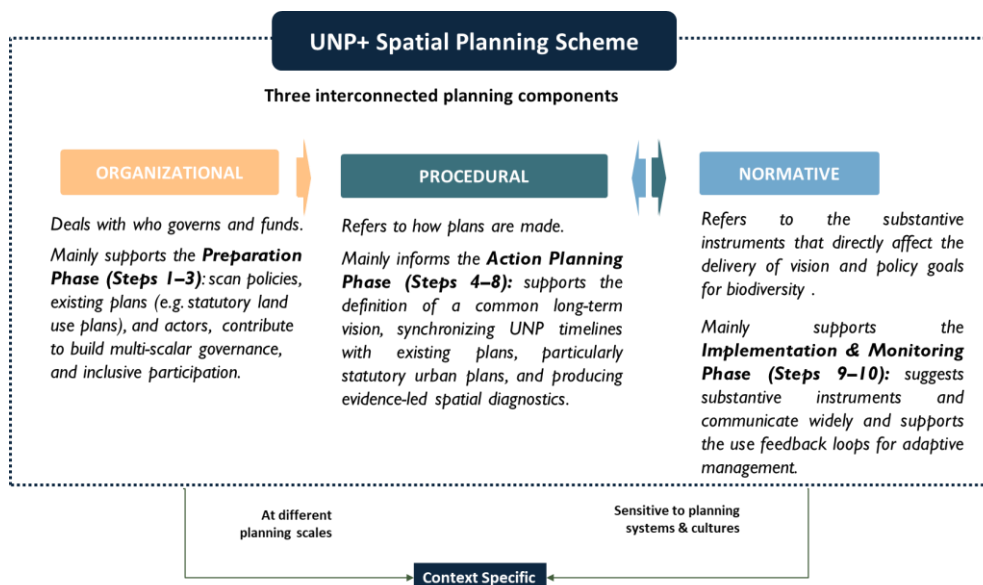 UNP+ Spatial Planning Scheme
Three interconnected planning components
ORGANIZATIONAL
Deals with who governs and funds.
Mainly supports the Preparation
Phase (Steps 1–3): scan policies,
existing plans (e.g. statutory land
use plans), and actors, contribute
to build multi-scalar governance,
and inclusive participation.
PROCEDURAL
Refers to how plans are made.
Mainly informs the Action Planning
Phase (Steps 4–8): supports the
definition of a common long-term
vision, synchronizing UNP timelines
with existing plans, particularly
statutory urban plans, and producing
evidence-led spatial diagnostics.
NORMATIVE
Refers to the substantive
instruments that directly affect the
delivery of vision and policy goals
for biodiversity .
Mainly supports the
Implementation & Monitoring
Phase (Steps 9–10): suggests
substantive instruments and
communicate widely and supports
the use feedback loops for adaptive
management.
At different
planning scales
Sensitive to planning
systems & cultures
Context Specific